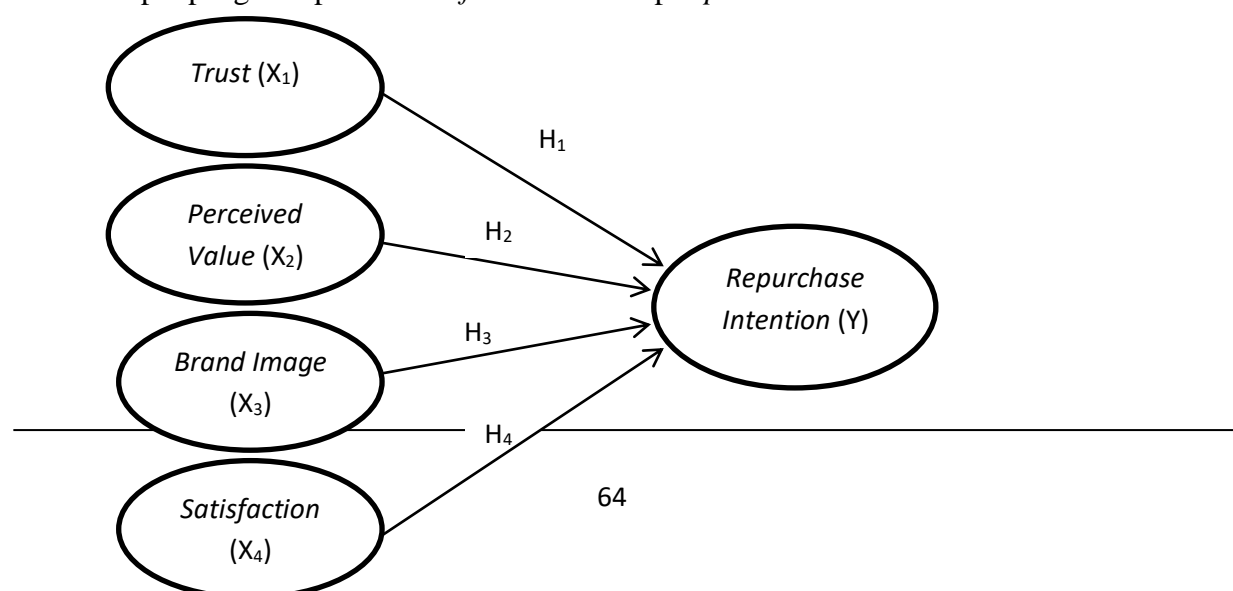 Trust (X₁)
H₁
Perceived
Value (X₂)
H₂
Repurchase
Intention (Y)
Brand Image
(X₃)
H₃
H₄
Satisfaction
(X₄)
64